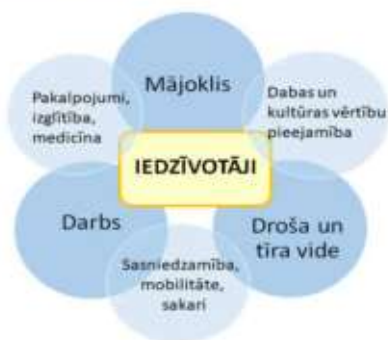 Mājoklis
Pakalpojumi,
izglītība,
medicīna
Dabas un
kultūras vērtību
pieejamība
IEDZĪVOTĀJI
Darbs
Droša un
tīra vide
Sasniedzamība,
mobilitāte,
sakari